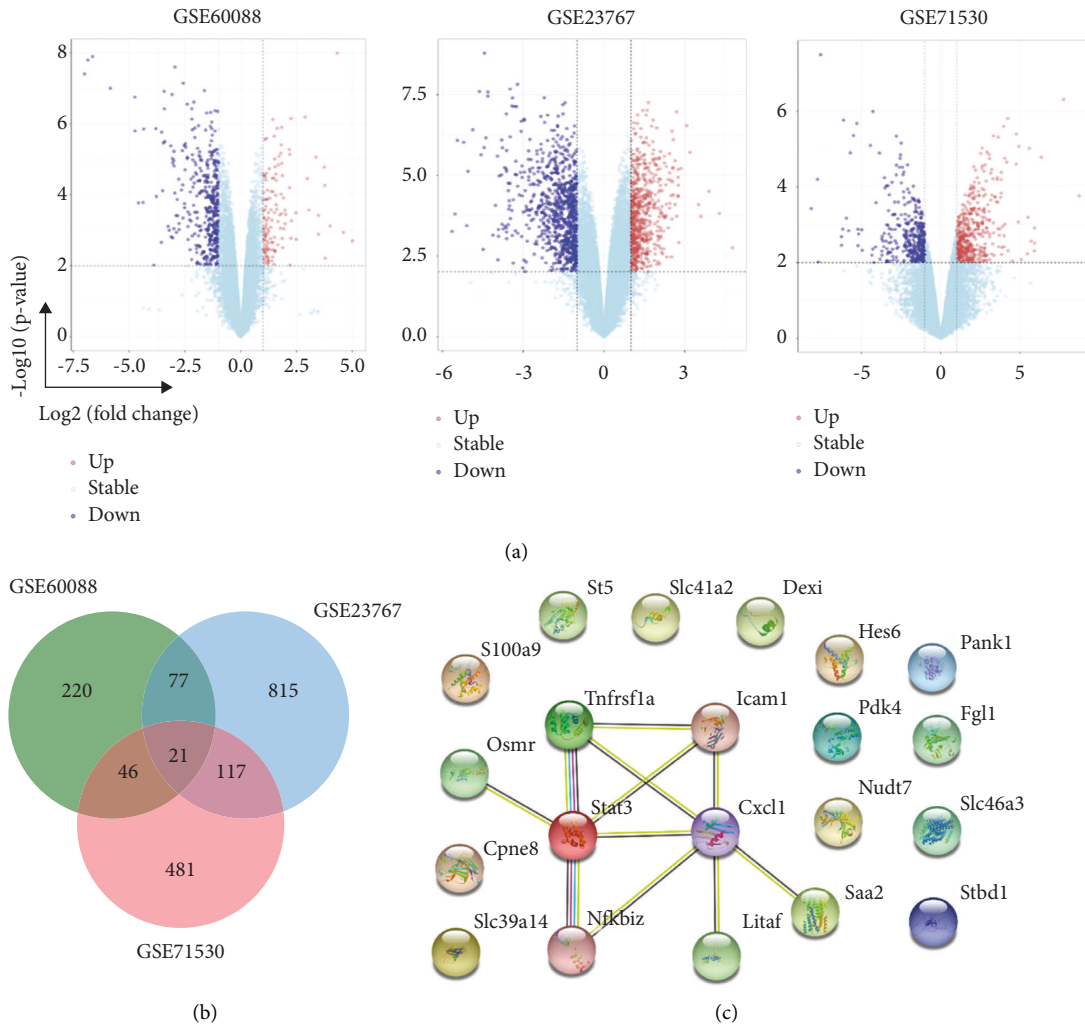 GSE60088
GSE23767
GSE71530
8
6
4
2
0
-7.5
-5.0
-2.5
0.0
2.5
5.0
7.5
5.0
2.5
0.0
-6
-3
0
3
6
4
2
0
-5
0
5
-Log10 (p-value)
Log2 (fold change)
Up
Stable
Down
Up
Stable
Down
Up
Stable
Down
(a)
GSE60088
GSE23767
220
77
815
46
21
117
481
GSE71530
(b)
St5
Slc41a2
Dexi
S100a9
Hes6
Pank1
Tnfrsf1a
Icam1
Osmr
Pdk4
Fgl1
Stat3
Cxcl1
Nudt7
Slc46a3
Cpne8
Slc39a14
Nfkbiz
Litaf
Saa2
Stbd1
(c)